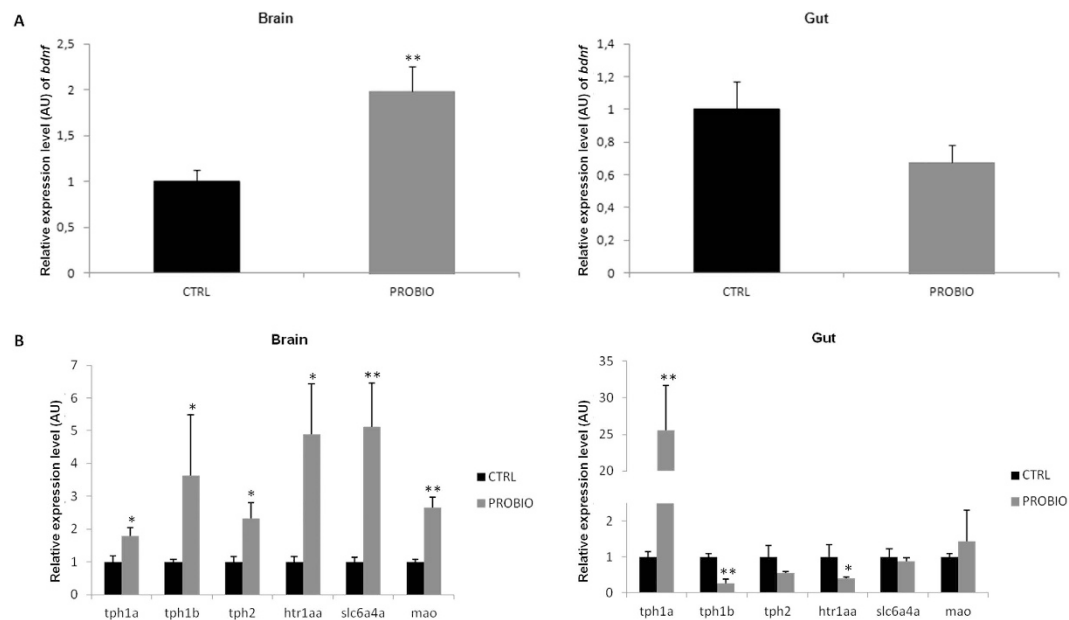 A
Brain
Relative expression level (AU) of bdnf
2,5
2
1,5
1
0,5
0
**
CTRL
PROBIO
Gut
Relative expression level (AU) of bdnf
1,4
1,2
1
0,8
0,6
0,4
0,2
0
CTRL
PROBIO
B
Brain
Relative expression level (AU)
7
6
5
4
3
2
1
0
* * * * ** **
tph1a tph1b tph2 htr1aa slc6a4a mao
CTRL
PROBIO
Gut
Relative expression level (AU)
35
30
25
20
2
1
0
** ** *
tph1a tph1b tph2 htr1aa slc6a4a mao
CTRL
PROBIO